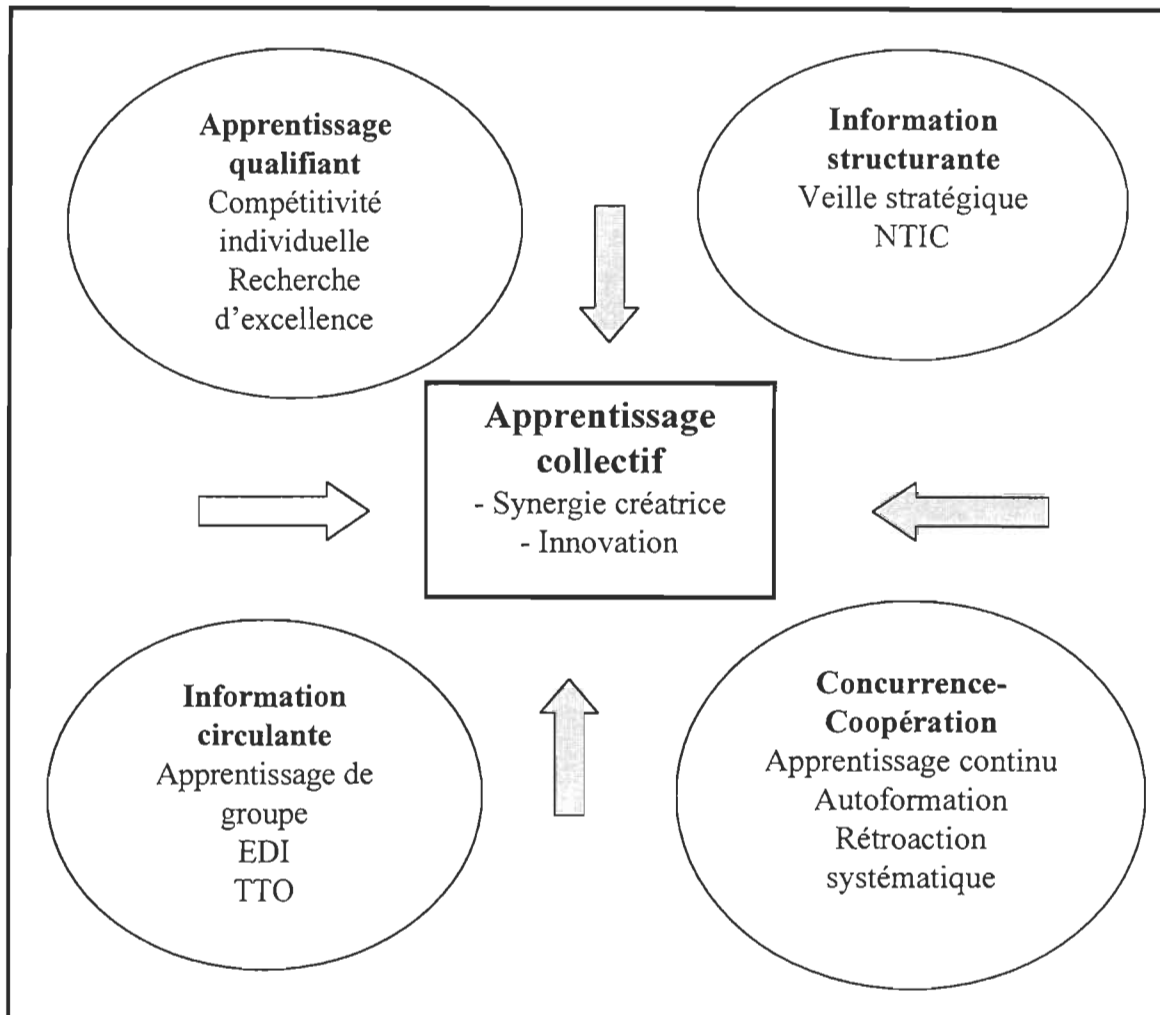 Apprentissage
qualifiant
Compétitivité
individuelle
Recherche
d'excellence
Information
structurante
Veille stratégique
NTIC
Apprentissage
collectif
- Synergie créatrice
- Innovation
Information
circulante
Apprentissage de
groupe
EDI
TTO
Concurrence-
Coopération
Apprentissage continu
Autoformation
Rétroaction
systématique